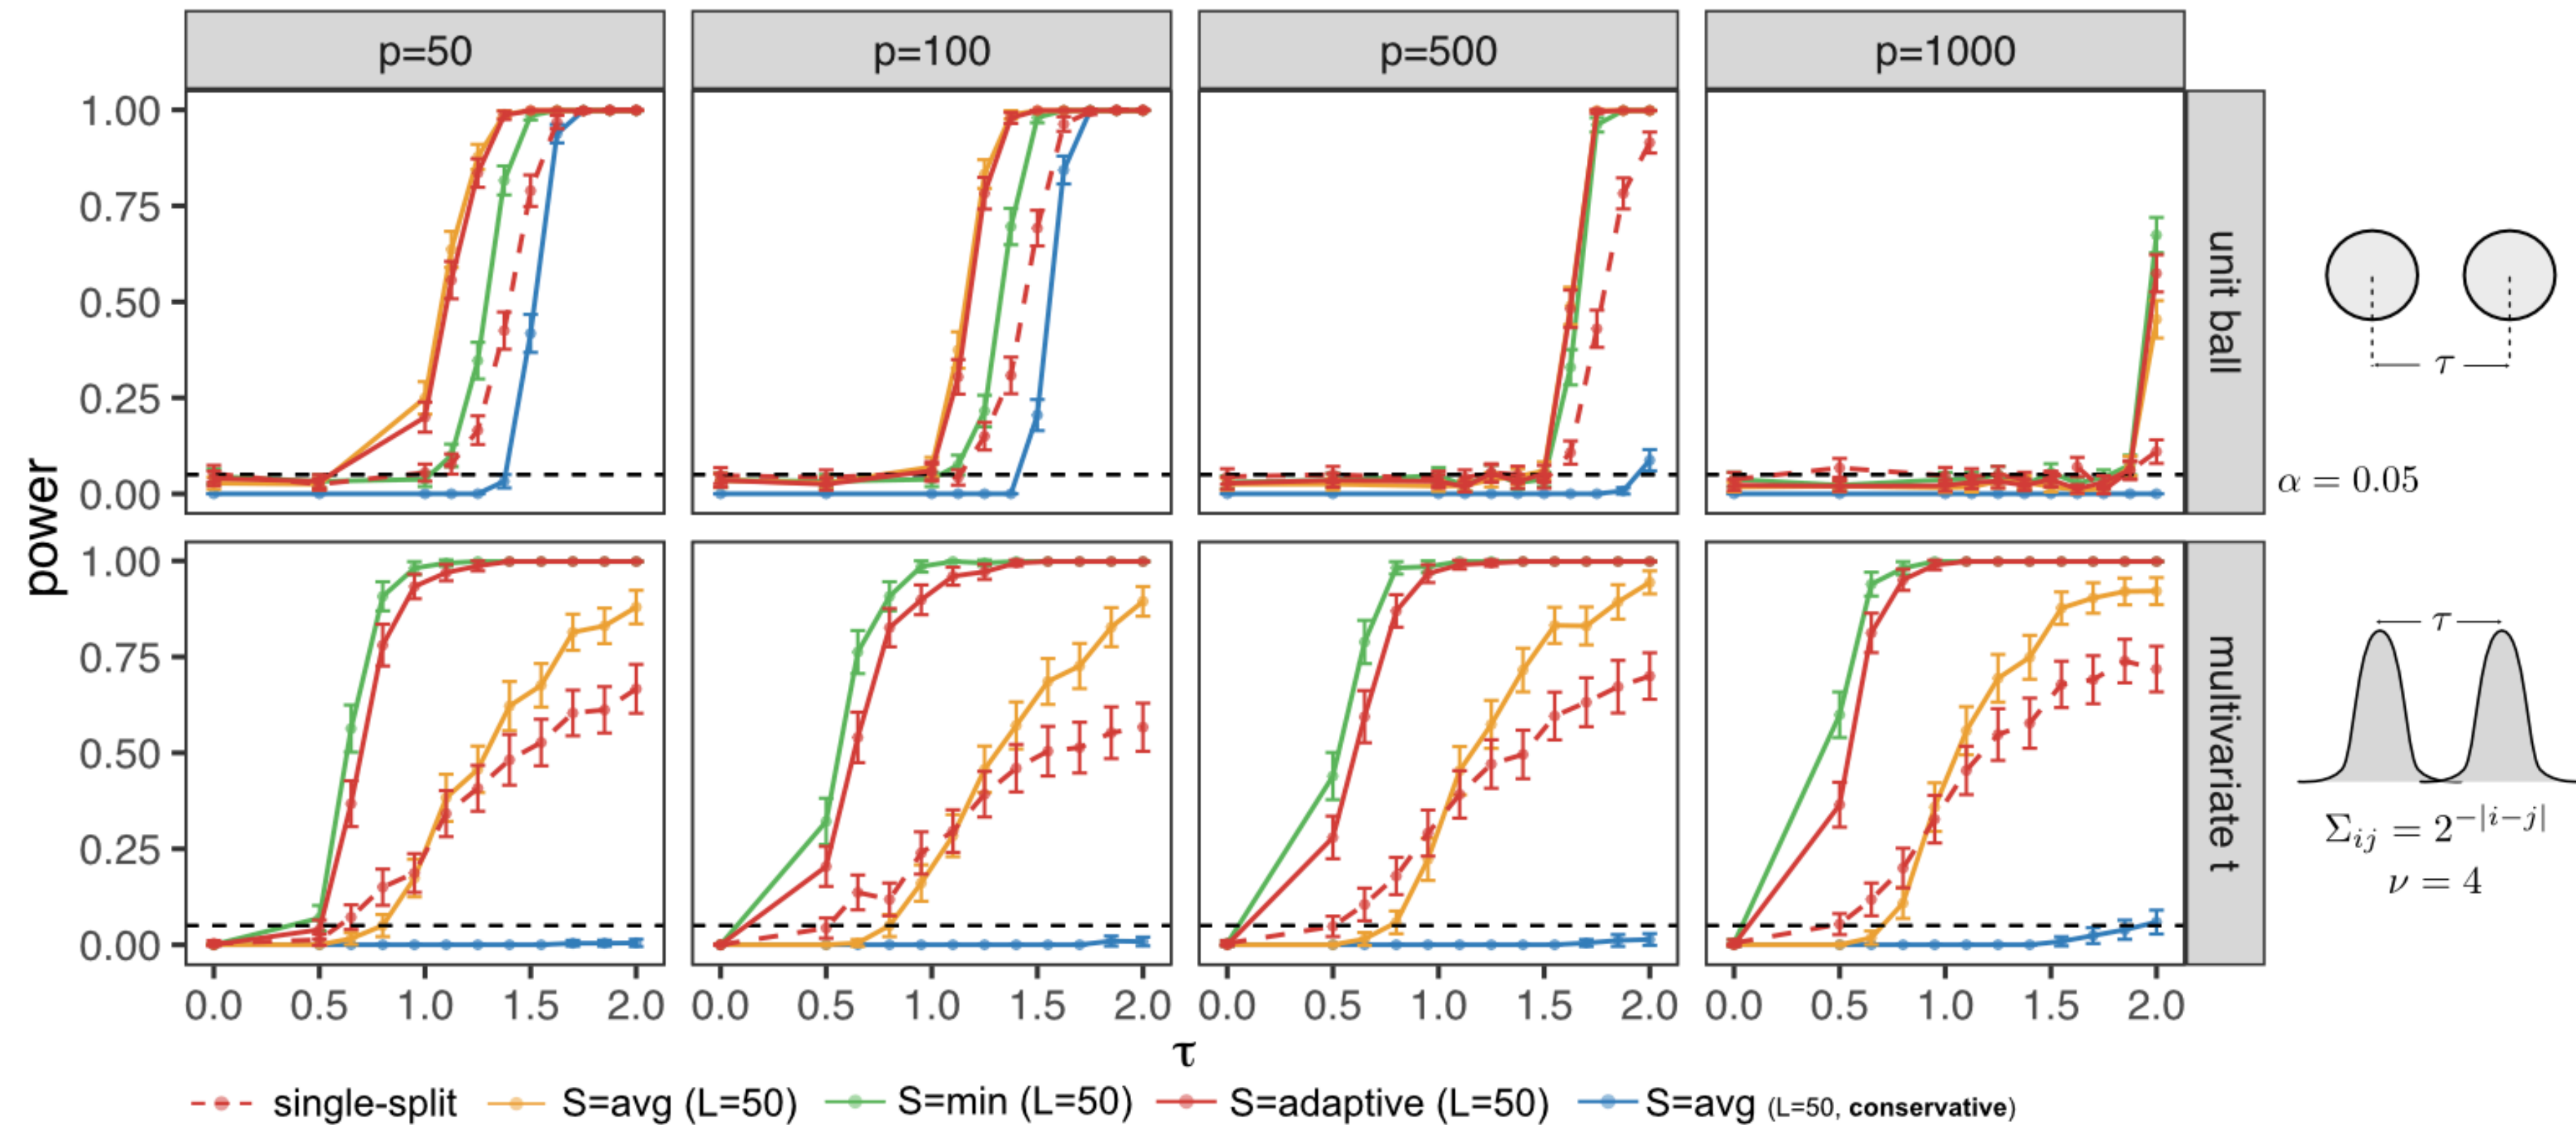 p=50
p=100
p=500
p=1000
power
1.00
0.75
0.50
0.25
0.00
unit ball
τ
α = 0.05
1.00
0.75
0.50
0.25
0.00
multivariate t
τ
Σ_{ij} = 2^{-|i-j|}
ν = 4
0.0 0.5 1.0 1.5 2.0
0.0 0.5 1.0 1.5 2.0
0.0 0.5 1.0 1.5 2.0
0.0 0.5 1.0 1.5 2.0
τ
single-split S=avg (L=50) S=min (L=50) S=adaptive (L=50) S=avg (L=50, conservative)